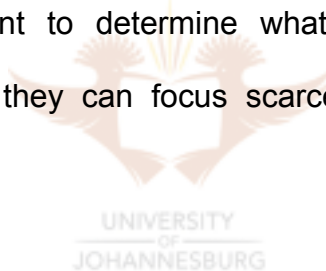 nt to determine what
they can focus scarce
UNIVERSITY
OF
JOHANNESBURG